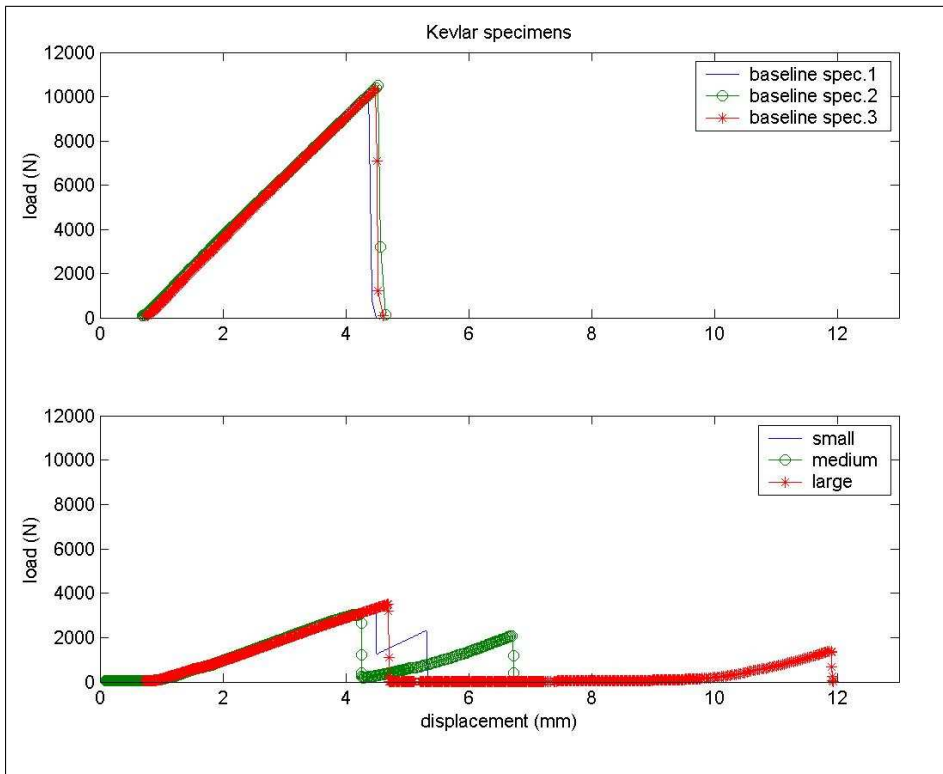 Kevlar specimens
12000
10000
8000
6000
4000
2000
0
load (N)
baseline spec.1
baseline spec.2
baseline spec.3
0 2 4 6 8 10 12
12000
10000
8000
6000
4000
2000
0
load (N)
small
medium
large
0 2 4 6 8 10 12
displacement (mm)